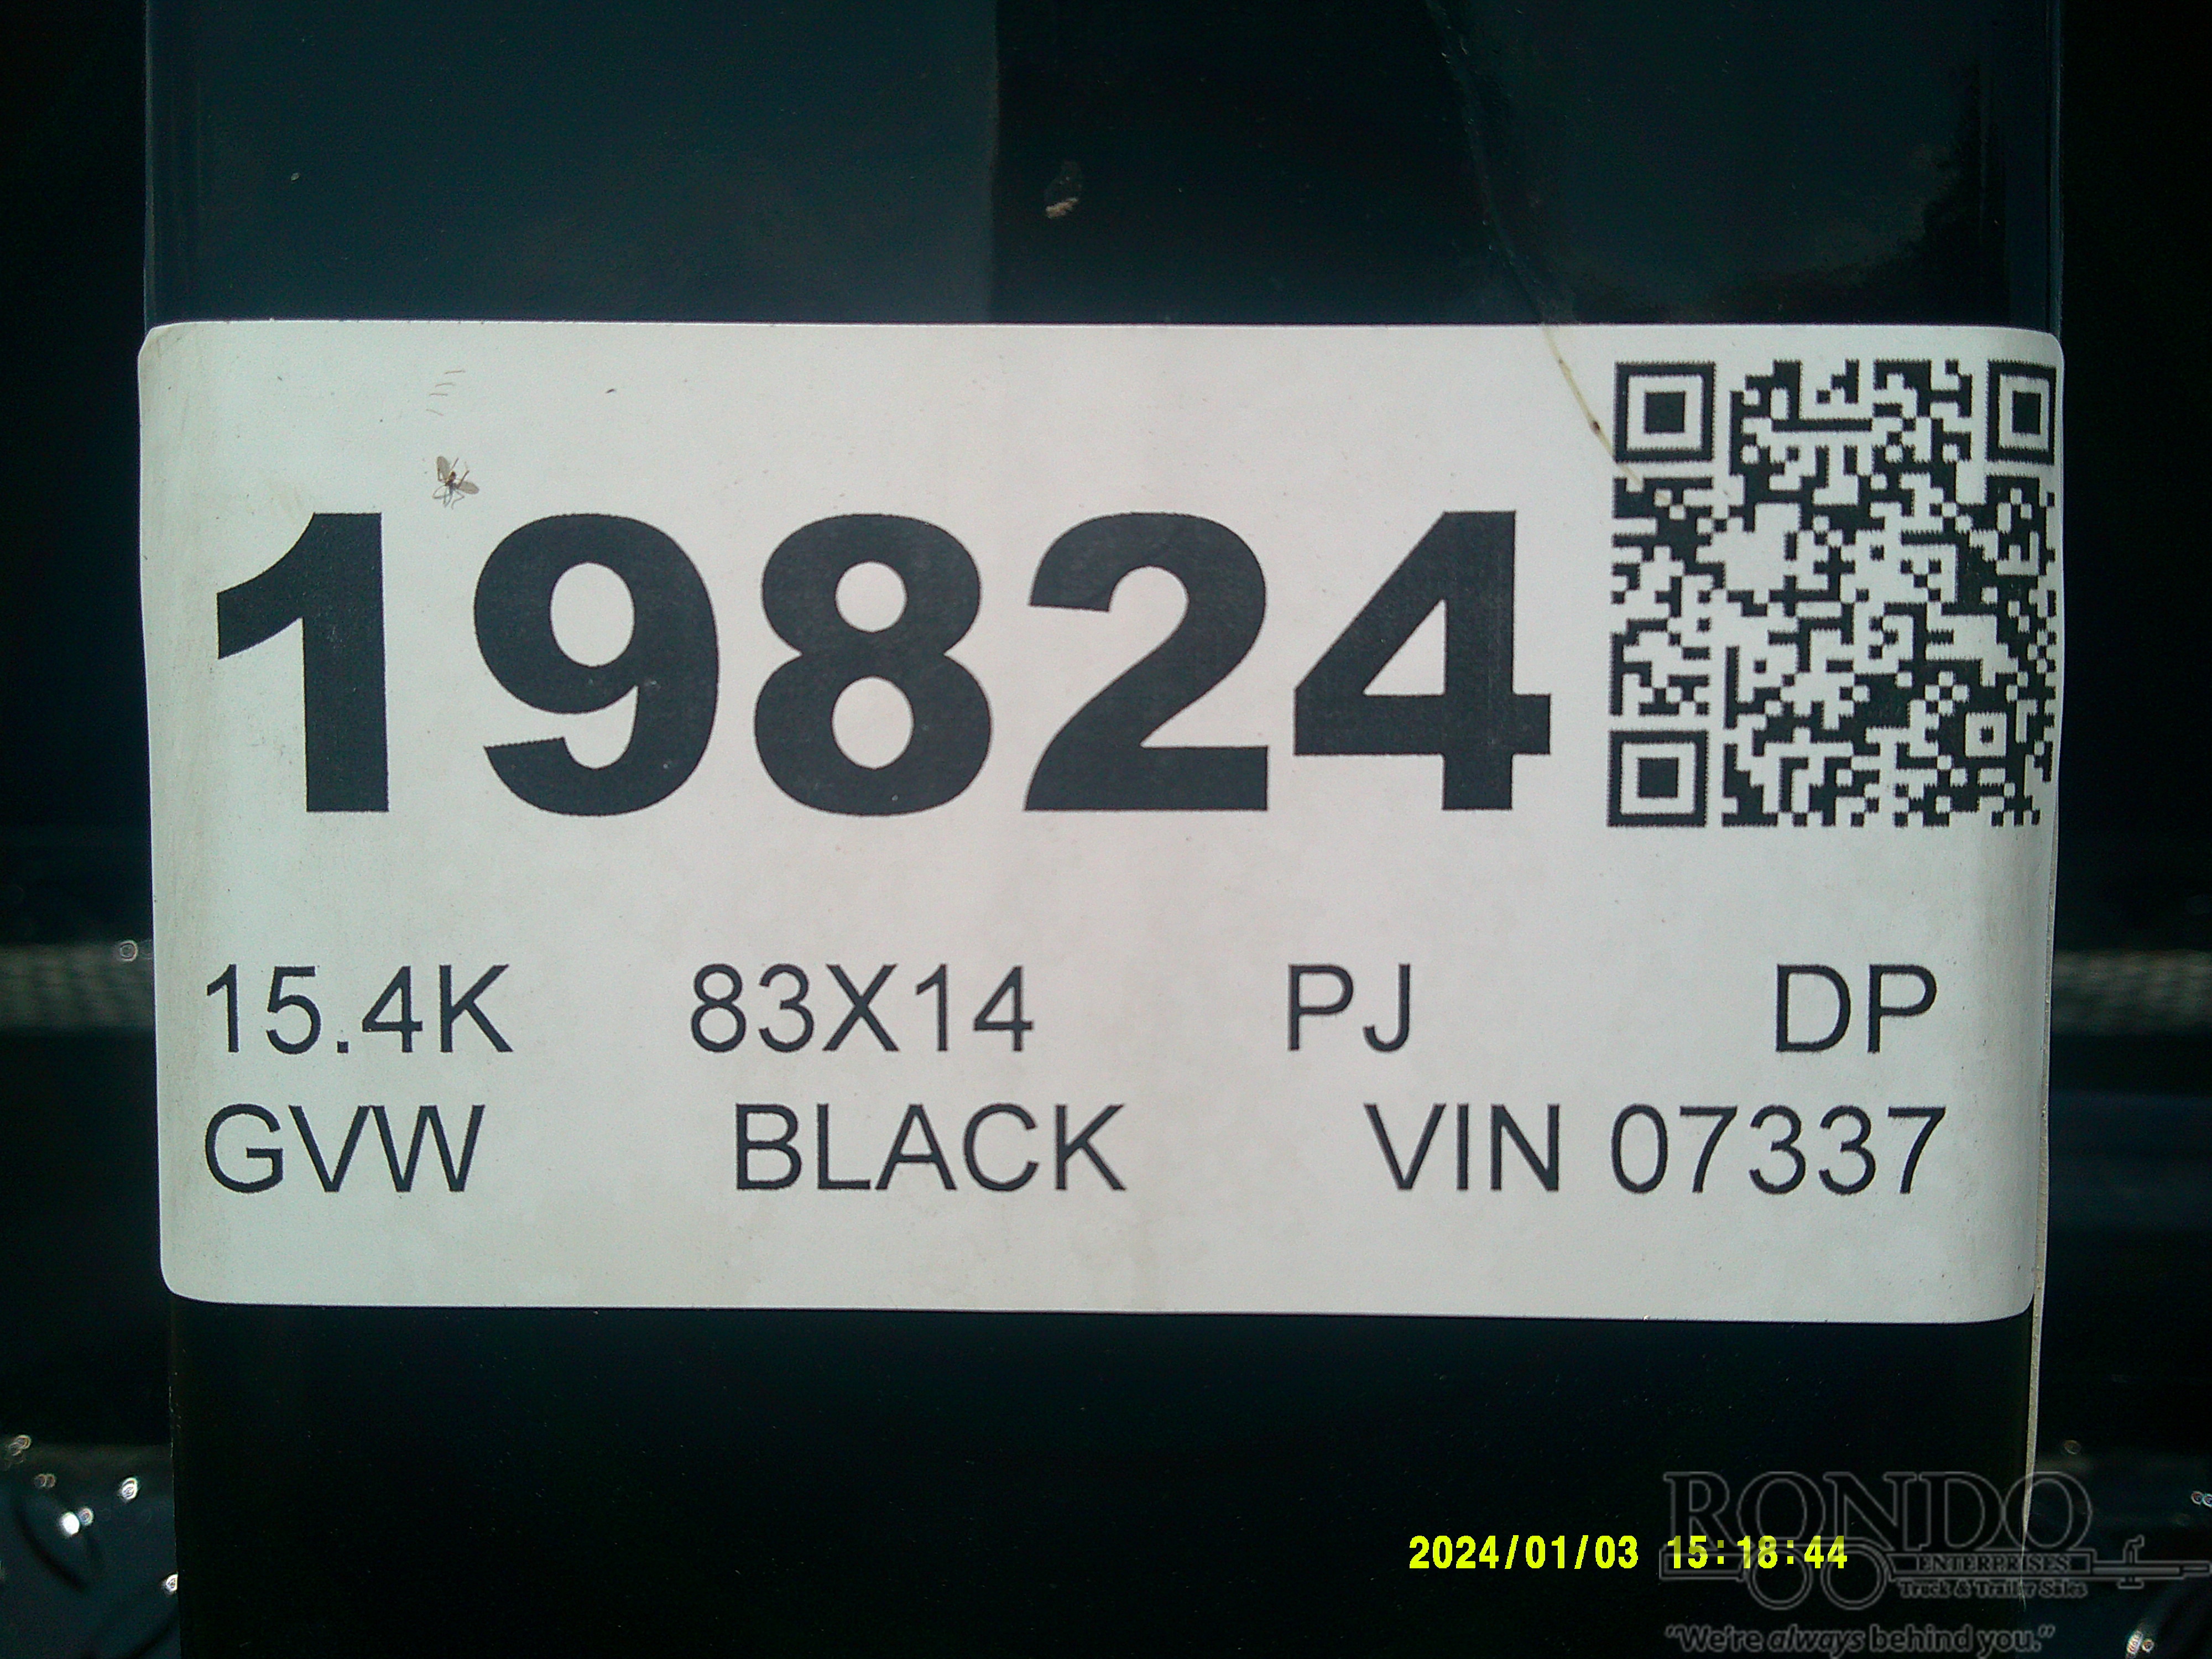 19824
15.4K 83X14 PJ DP
GVW BLACK VIN 07337
2024/01/03 15:18:44
RONDO
ENTERPRISES
Truck & Trailer Sales
"We're always behind you."